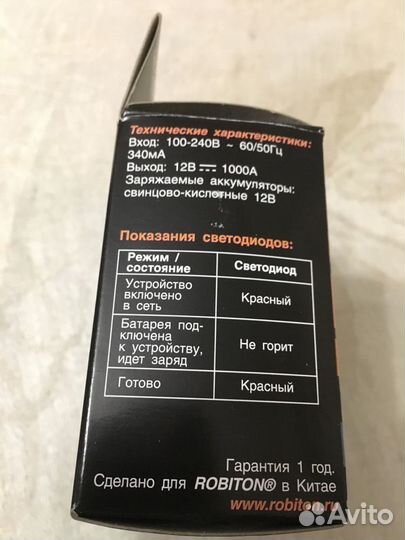 Технические характеристики:
Вход: 100-240В ~ 60/50Гц
340мА
Выход: 12В ⎓ 1000А
Заряжаемые аккумуляторы:
свинцово-кислотные 12В
Показания светодиодов:
Режим / состояние
Светодиод
Устройство включено в сеть
Красный
Батарея под-
ключена
к устройству,
идет заряд
Не горит
Готово
Красный
Гарантия 1 год.
Сделано для ROBITON® в Китае
www.robiton.ru
Avito